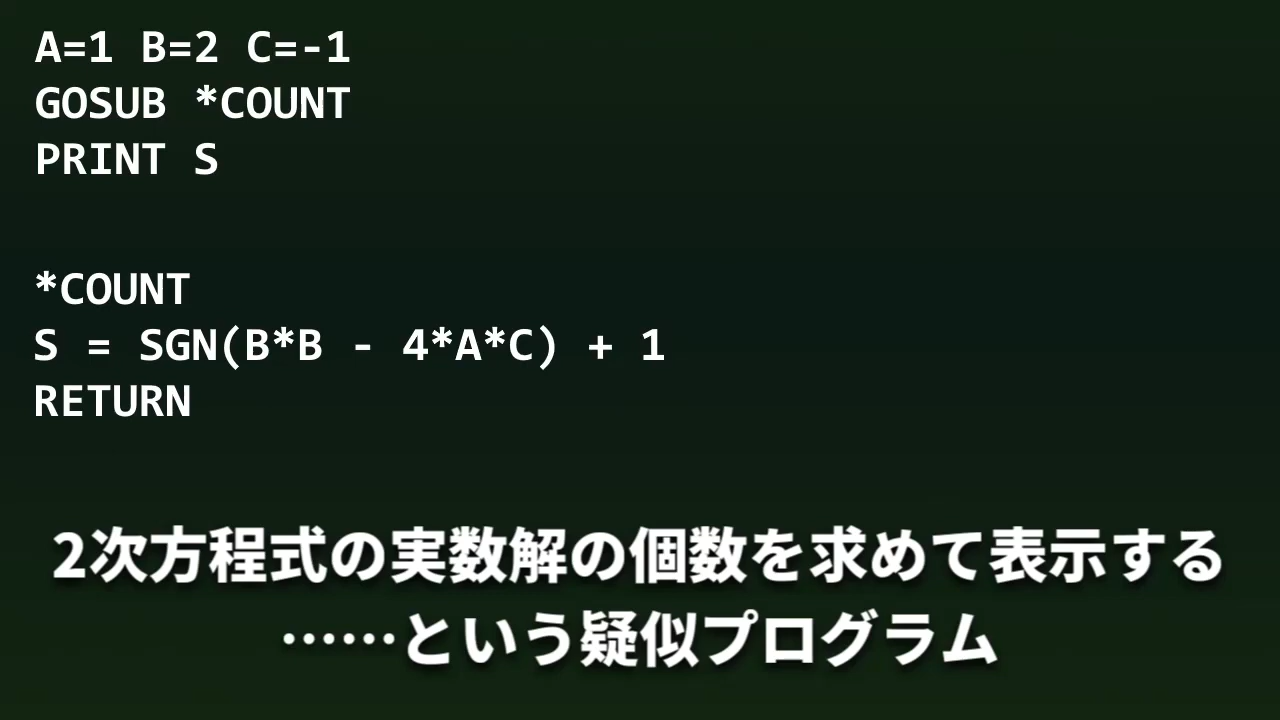 A=1 B=2 C=-1
GOSUB *COUNT
PRINT S
*COUNT
S = SGN(B*B - 4*A*C) + 1
RETURN
2次方程式の実数解の個数を求めて表示する
……という疑似プログラム